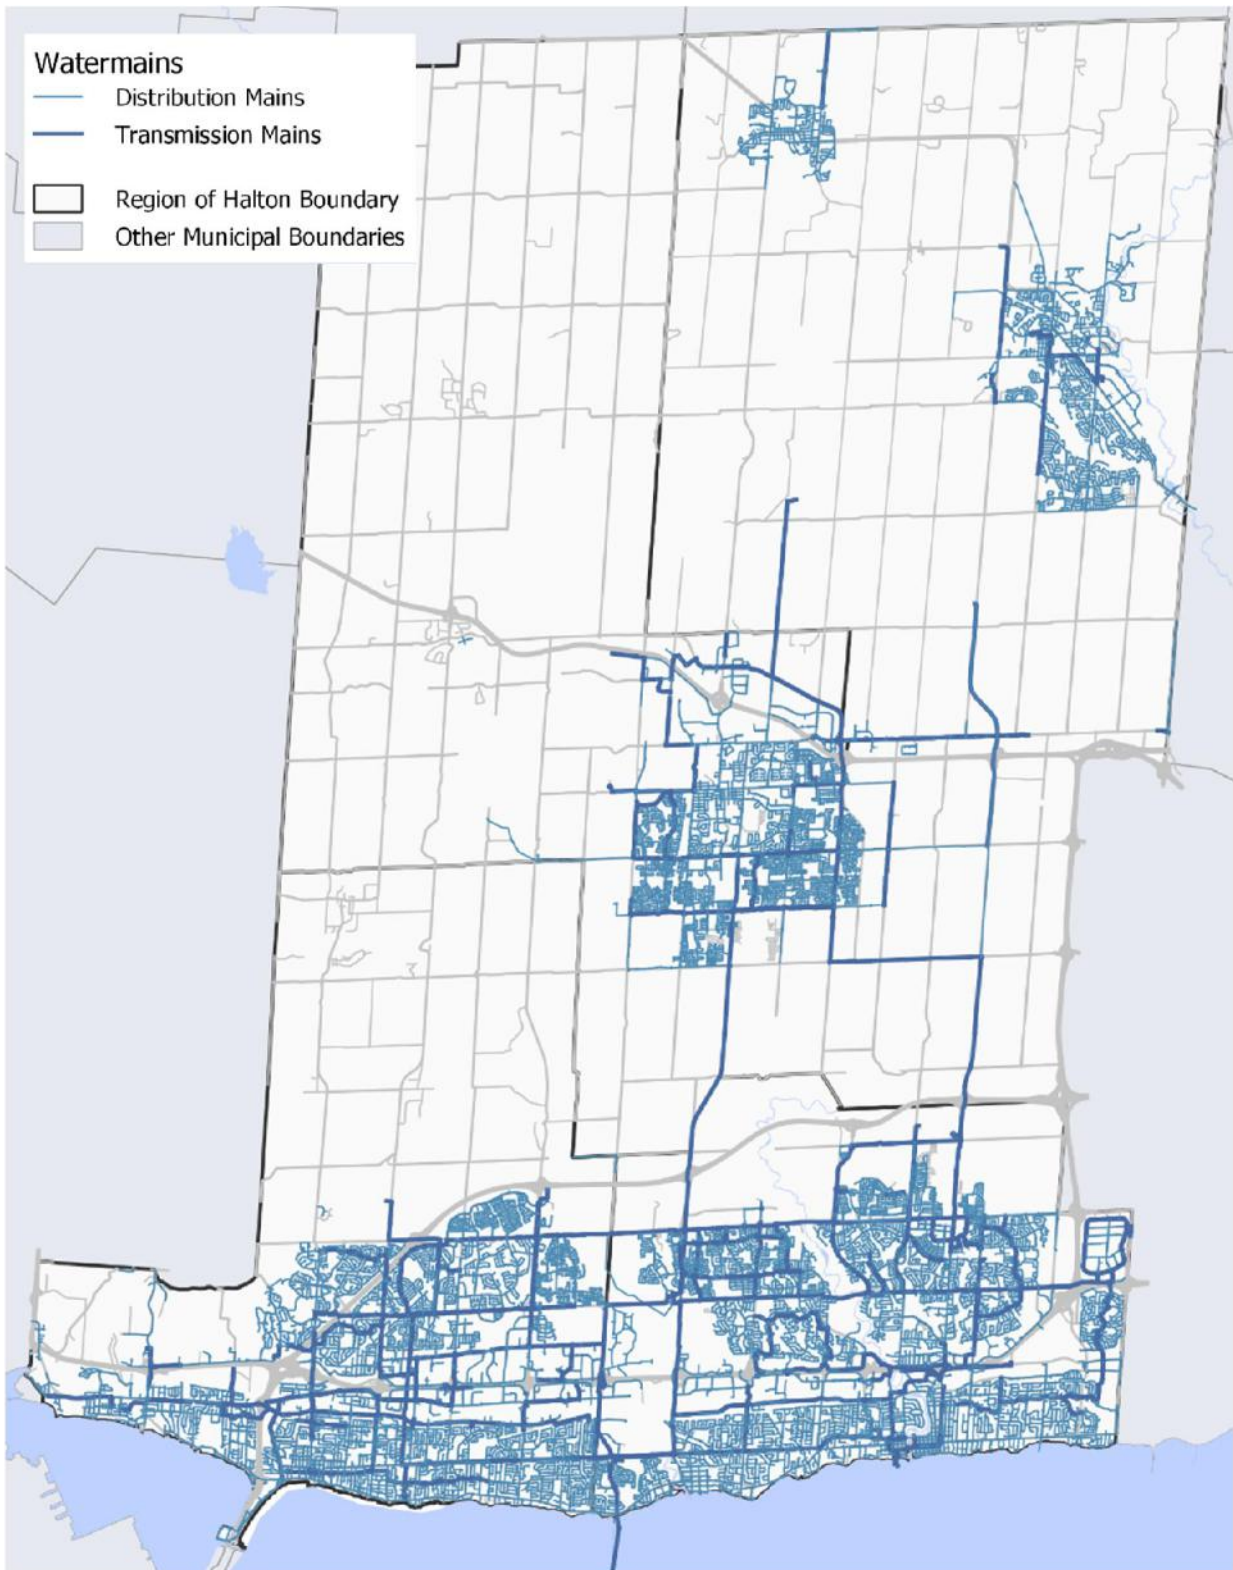 Watermains
Distribution Mains
Transmission Mains
Region of Halton Boundary
Other Municipal Boundaries